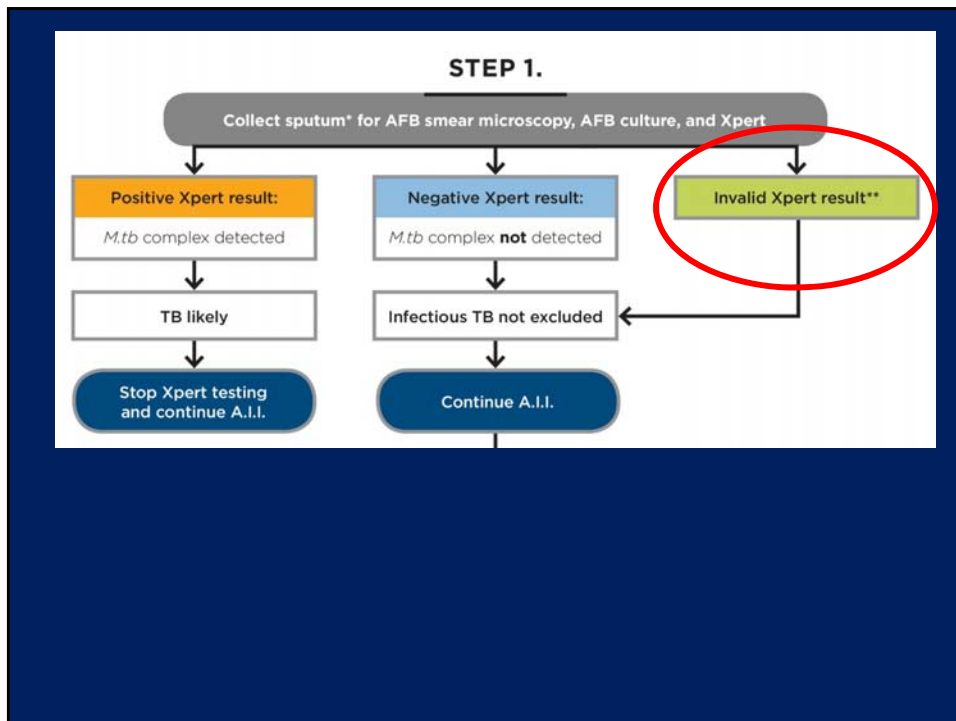 STEP 1.
Collect sputum* for AFB smear microscopy, AFB culture, and Xpert
Positive Xpert result:
M.tb complex detected
Negative Xpert result:
M.tb complex not detected
Invalid Xpert result**
TB likely
Infectious TB not excluded
Stop Xpert testing
and continue A.I.I.
Continue A.I.I.